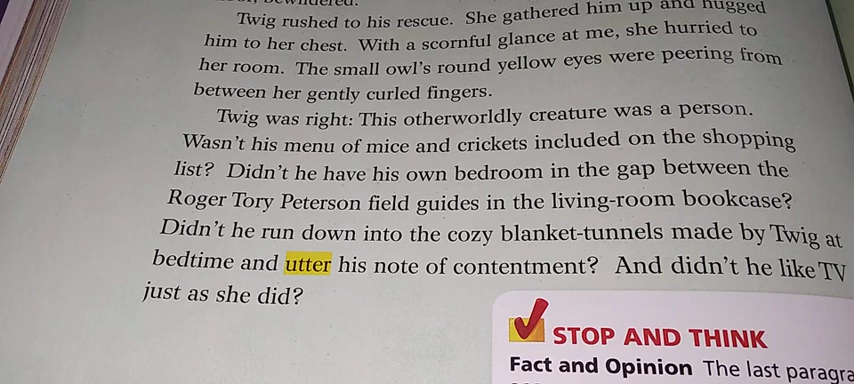 bewildered.
Twig rushed to his rescue. She gathered him up and hugged
him to her chest. With a scornful glance at me, she hurried to
her room. The small owl's round yellow eyes were peering from
between her gently curled fingers.
Twig was right: This otherworldly creature was a person.
Wasn't his menu of mice and crickets included on the shopping
list? Didn't he have his own bedroom in the gap between the
Roger Tory Peterson field guides in the living-room bookcase?
Didn't he run down into the cozy blanket-tunnels made by Twig at
bedtime and utter his note of contentment? And didn't he like TV
just as she did?
STOP AND THINK
Fact and Opinion The last paragra